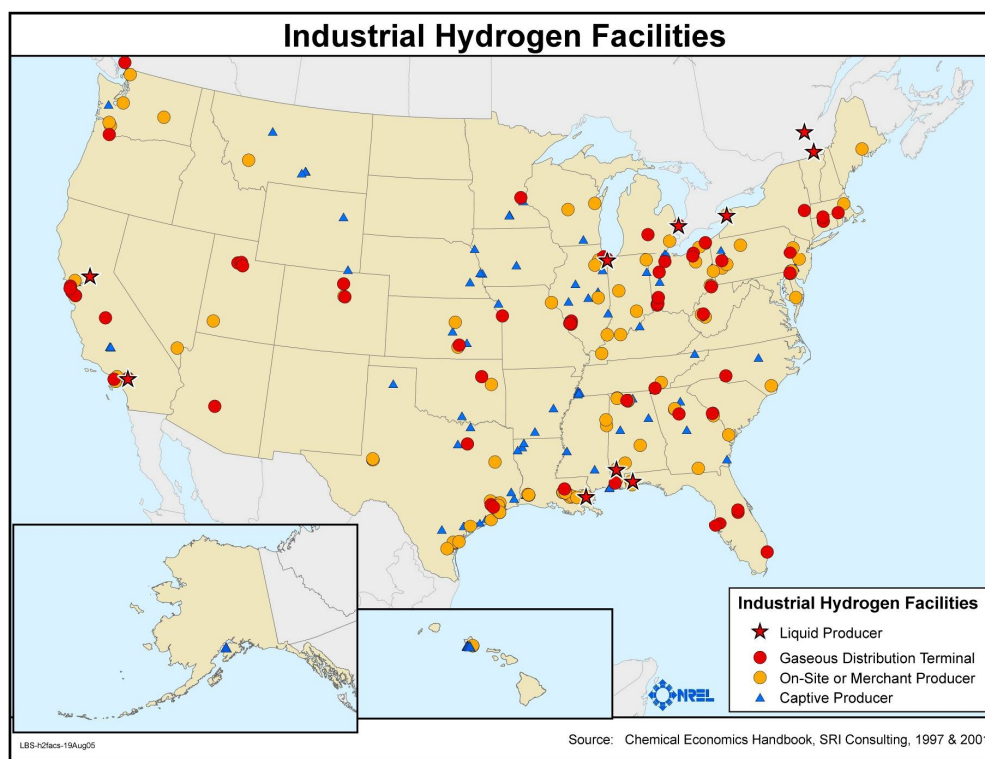 Industrial Hydrogen Facilities
Industrial Hydrogen Facilities
Liquid Producer
Gaseous Distribution Terminal
On-Site or Merchant Producer
Captive Producer
NREL
LBS-h2facs-19Aug05
Source: Chemical Economics Handbook, SRI Consulting, 1997 & 2001